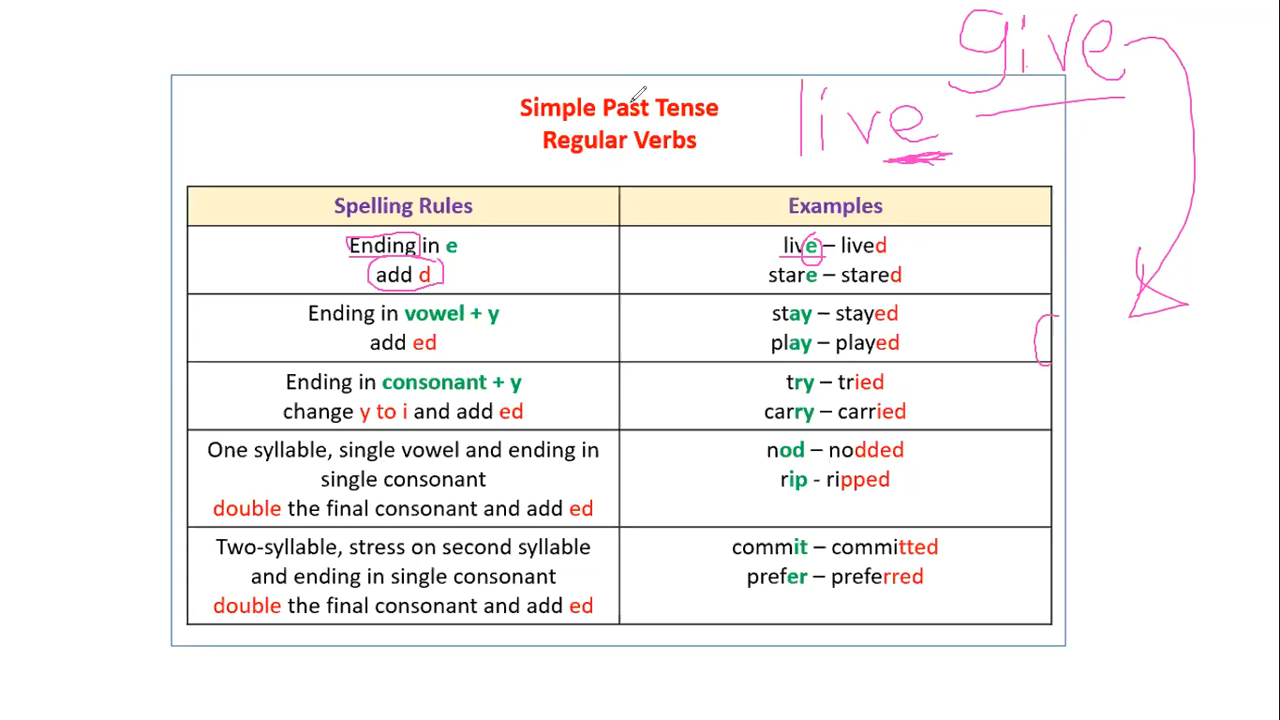 give
live
Simple Past Tense
Regular Verbs
Spelling Rules
Examples
Ending in e
add d
live – lived
stare – stared
Ending in vowel + y
add ed
stay – stayed
play – played
Ending in consonant + y
change y to i and add ed
try – tried
carry – carried
One syllable, single vowel and ending in
single consonant
double the final consonant and add ed
nod – nodded
rip - ripped
Two-syllable, stress on second syllable
and ending in single consonant
double the final consonant and add ed
commit – committed
prefer – preferred